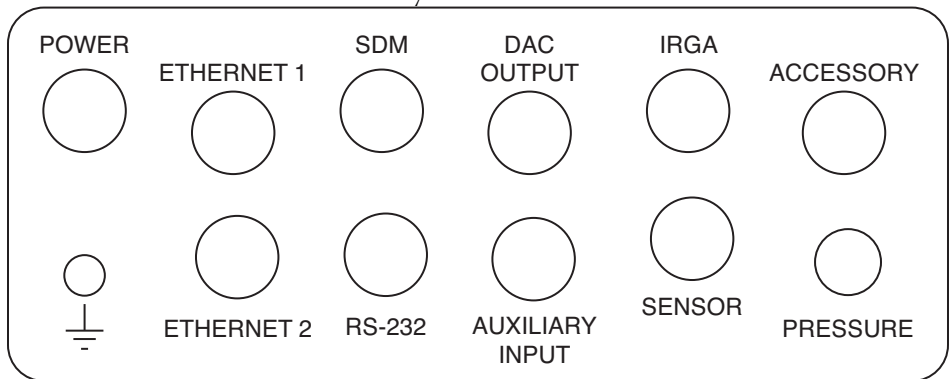 POWER
ETHERNET 1
SDM
DAC
OUTPUT
IRGA
ACCESSORY
ETHERNET 2
RS-232
AUXILIARY
INPUT
SENSOR
PRESSURE